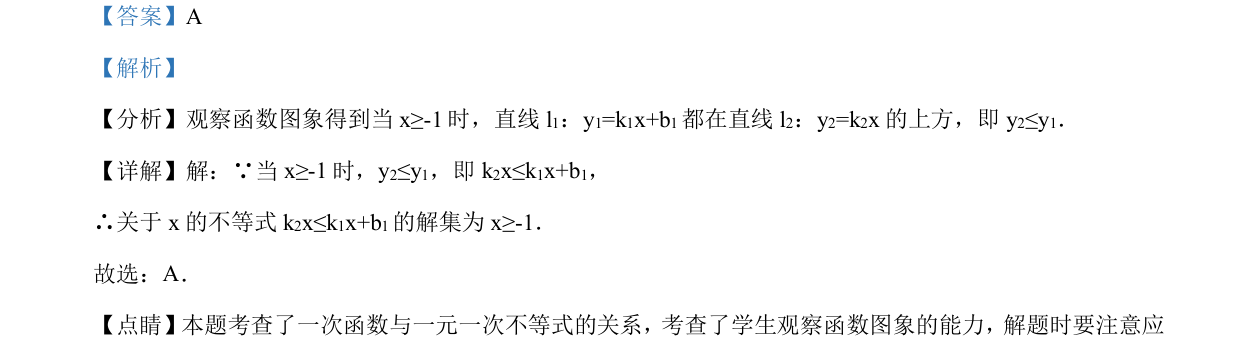 【答案】A
【解析】
【分析】观察函数图象得到当 x≥-1 时，直线 l₁：y₁=k₁x+b₁ 都在直线 l₂：y₂=k₂x 的上方，即 y₂≤y₁．
【详解】解：∵当 x≥-1 时，y₂≤y₁，即 k₂x≤k₁x+b₁，
∴关于 x 的不等式 k₂x≤k₁x+b₁ 的解集为 x≥-1．
故选：A．
【点睛】本题考查了一次函数与一元一次不等式的关系，考查了学生观察函数图象的能力，解题时要注意应